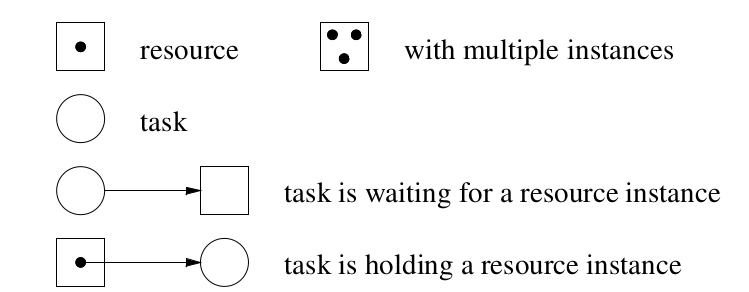 resource with multiple instances
task
task is waiting for a resource instance
task is holding a resource instance